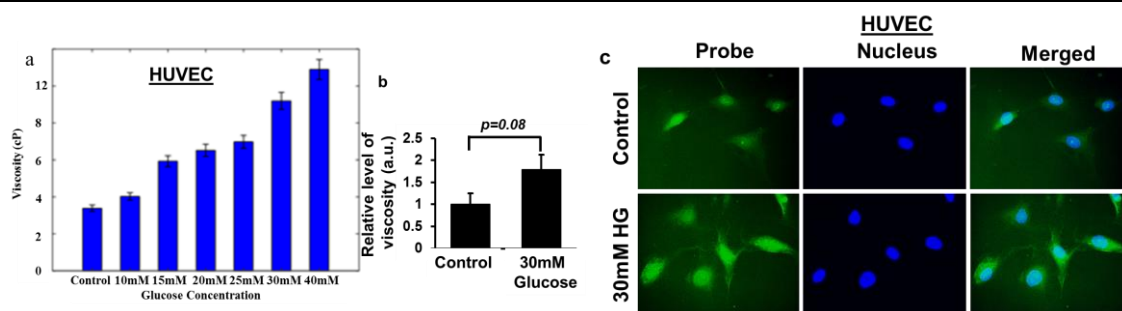 a
HUVEC
Viscosity (cP)
12
8
6
4
2
0
Control 10mM 15mM 20mM 25mM 30mM 40mM
Glucose Concentration
b
p=0.08
Relative level of
viscosity (a.u.)
2.5
2
1.5
1
0.5
0
Control 30mM
Glucose
c
HUVEC
Probe Nucleus Merged
Control
30mM HG